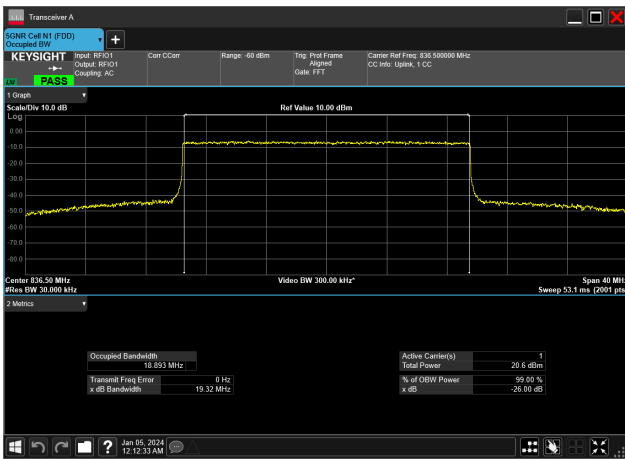 Transceiver A
5GNR Cell N1 (FDD)
Occupied BW
KEYSIGHT
PASS
Input: RFIO1
Output: RFIO1
Coupling: AC
Corr CCorr
Range: -60 dBm
Trig: Prot Frame
Aligned
Gate: FFT
Carrier Ref Freq: 836.500000 MHz
CC Info: Uplink, 1 CC
1 Graph
Scale/Div 10.0 dB
Ref Value 10.00 dBm
Log
0.00
-10.0
-20.0
-30.0
-40.0
-50.0
-60.0
-70.0
-80.0
Center 836.50 MHz
Video BW 300.00 kHz*
Span 40 MHz
#Res BW 30.000 kHz
Sweep 53.1 ms (2001 pts
2 Metrics
Occupied Bandwidth
18.893 MHz
Transmit Freq Error 0 Hz
x dB Bandwidth 19.32 MHz
Active Carrier(s) 1
Total Power 20.6 dBm
% of OBW Power 99.00 %
x dB -26.00 dB
Jan 05, 2024
12:12:33 AM